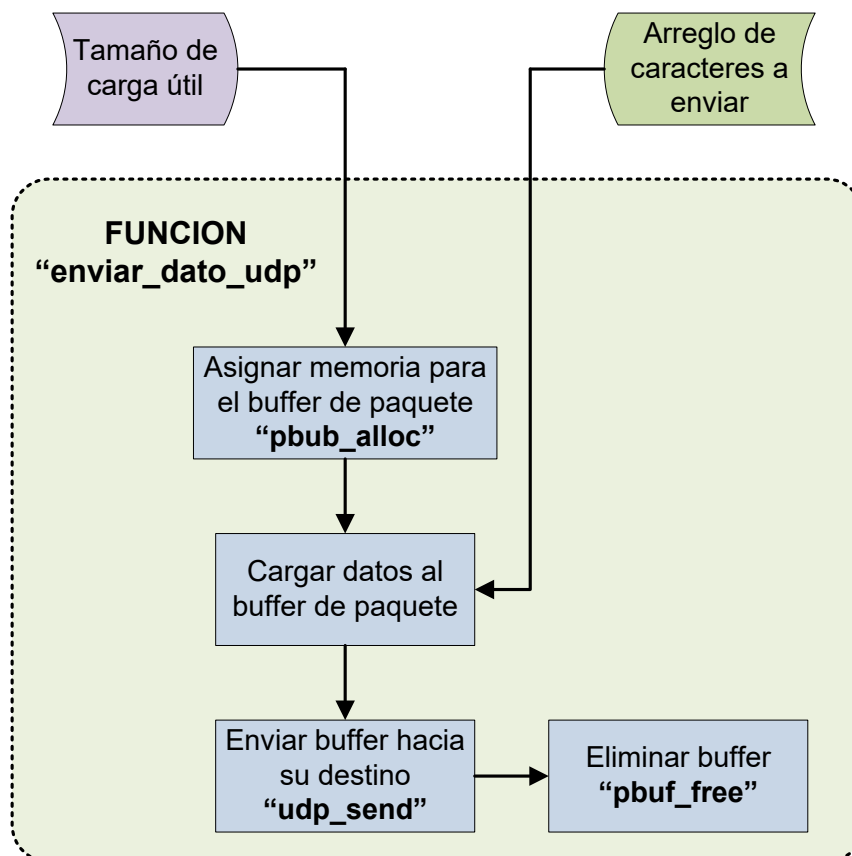 Tamaño de
carga útil
Arreglo de
caracteres a
enviar
FUNCION
“enviar_dato_udp”
Asignar memoria para
el buffer de paquete
“pbub_alloc”
Cargar datos al
buffer de paquete
Enviar buffer hacia
su destino
“udp_send”
Eliminar buffer
“pbuf_free”